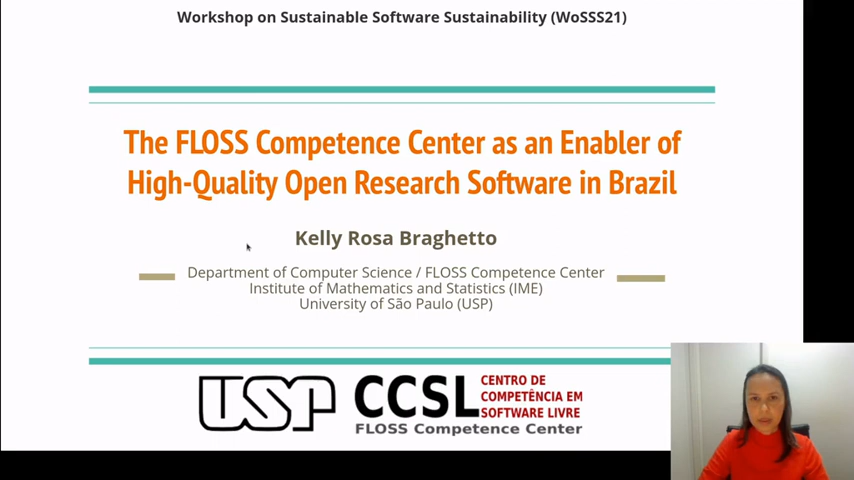 Workshop on Sustainable Software Sustainability (WoSSS21)
The FLOSS Competence Center as an Enabler of
High-Quality Open Research Software in Brazil
Kelly Rosa Braghetto
Department of Computer Science / FLOSS Competence Center
Institute of Mathematics and Statistics (IME)
University of São Paulo (USP)
USP
CCSL
CENTRO DE
COMPETÊNCIA EM
SOFTWARE LIVRE
FLOSS Competence Center